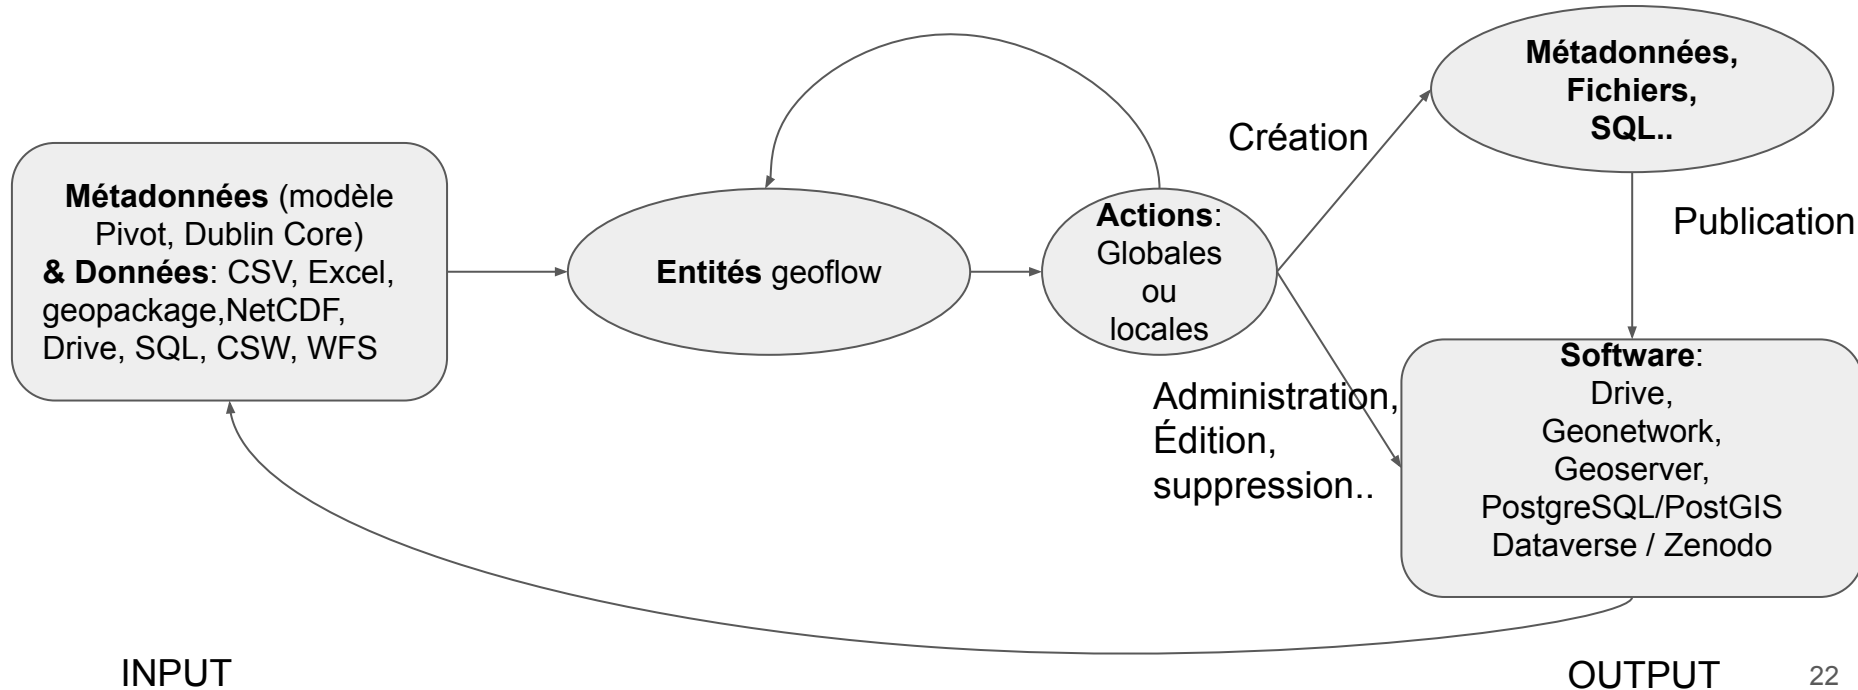 Métadonnées (modèle
Pivot, Dublin Core)
& Données: CSV, Excel,
geopackage,NetCDF,
Drive, SQL, CSW, WFS
Entités geoflow
Actions:
Globales
ou
locales
Création
Métadonnées,
Fichiers,
SQL..
Publication
Administration,
Édition,
suppression..
Software:
Drive,
Geonetwork,
Geoserver,
PostgreSQL/PostGIS
Dataverse / Zenodo
INPUT
OUTPUT
22